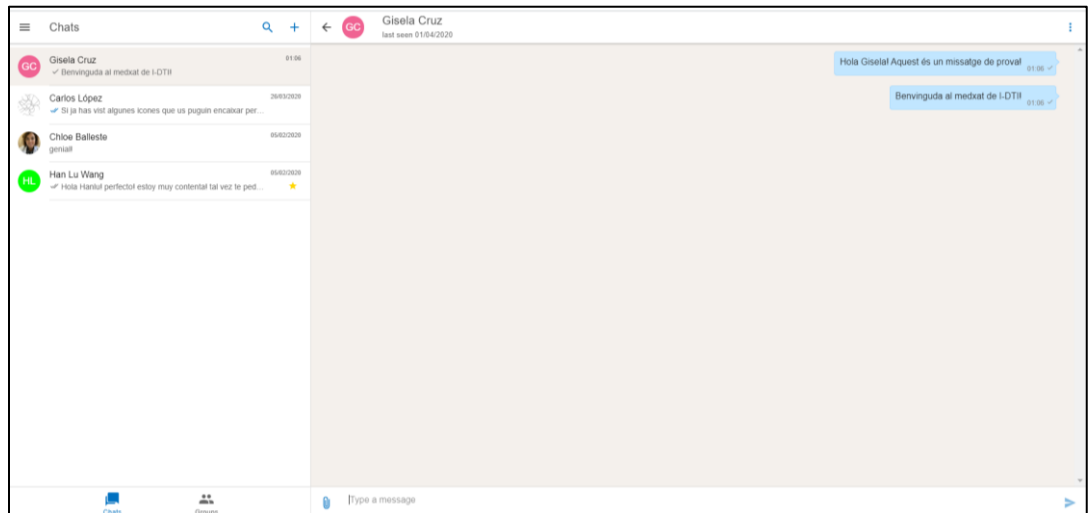 Chats
GC
Gisela Cruz
last seen 01/04/2020
GC
Gisela Cruz
01:06
Benvinguda al medxat de I-DTI!
Carlos López
26/03/2020
Si ja has vist algunes icones que us puguin encaixar per...
Chloe Balleste
05/02/2020
genial!
HL
Han Lu Wang
05/02/2020
Hola Hanlu! perfecto! estoy muy contenta! tal vez te ped...
Hola Gisela! Aquest és un missatge de prova!
01:06
Benvinguda al medxat de I-DTI!
01:06
Chats
Groups
Type a message